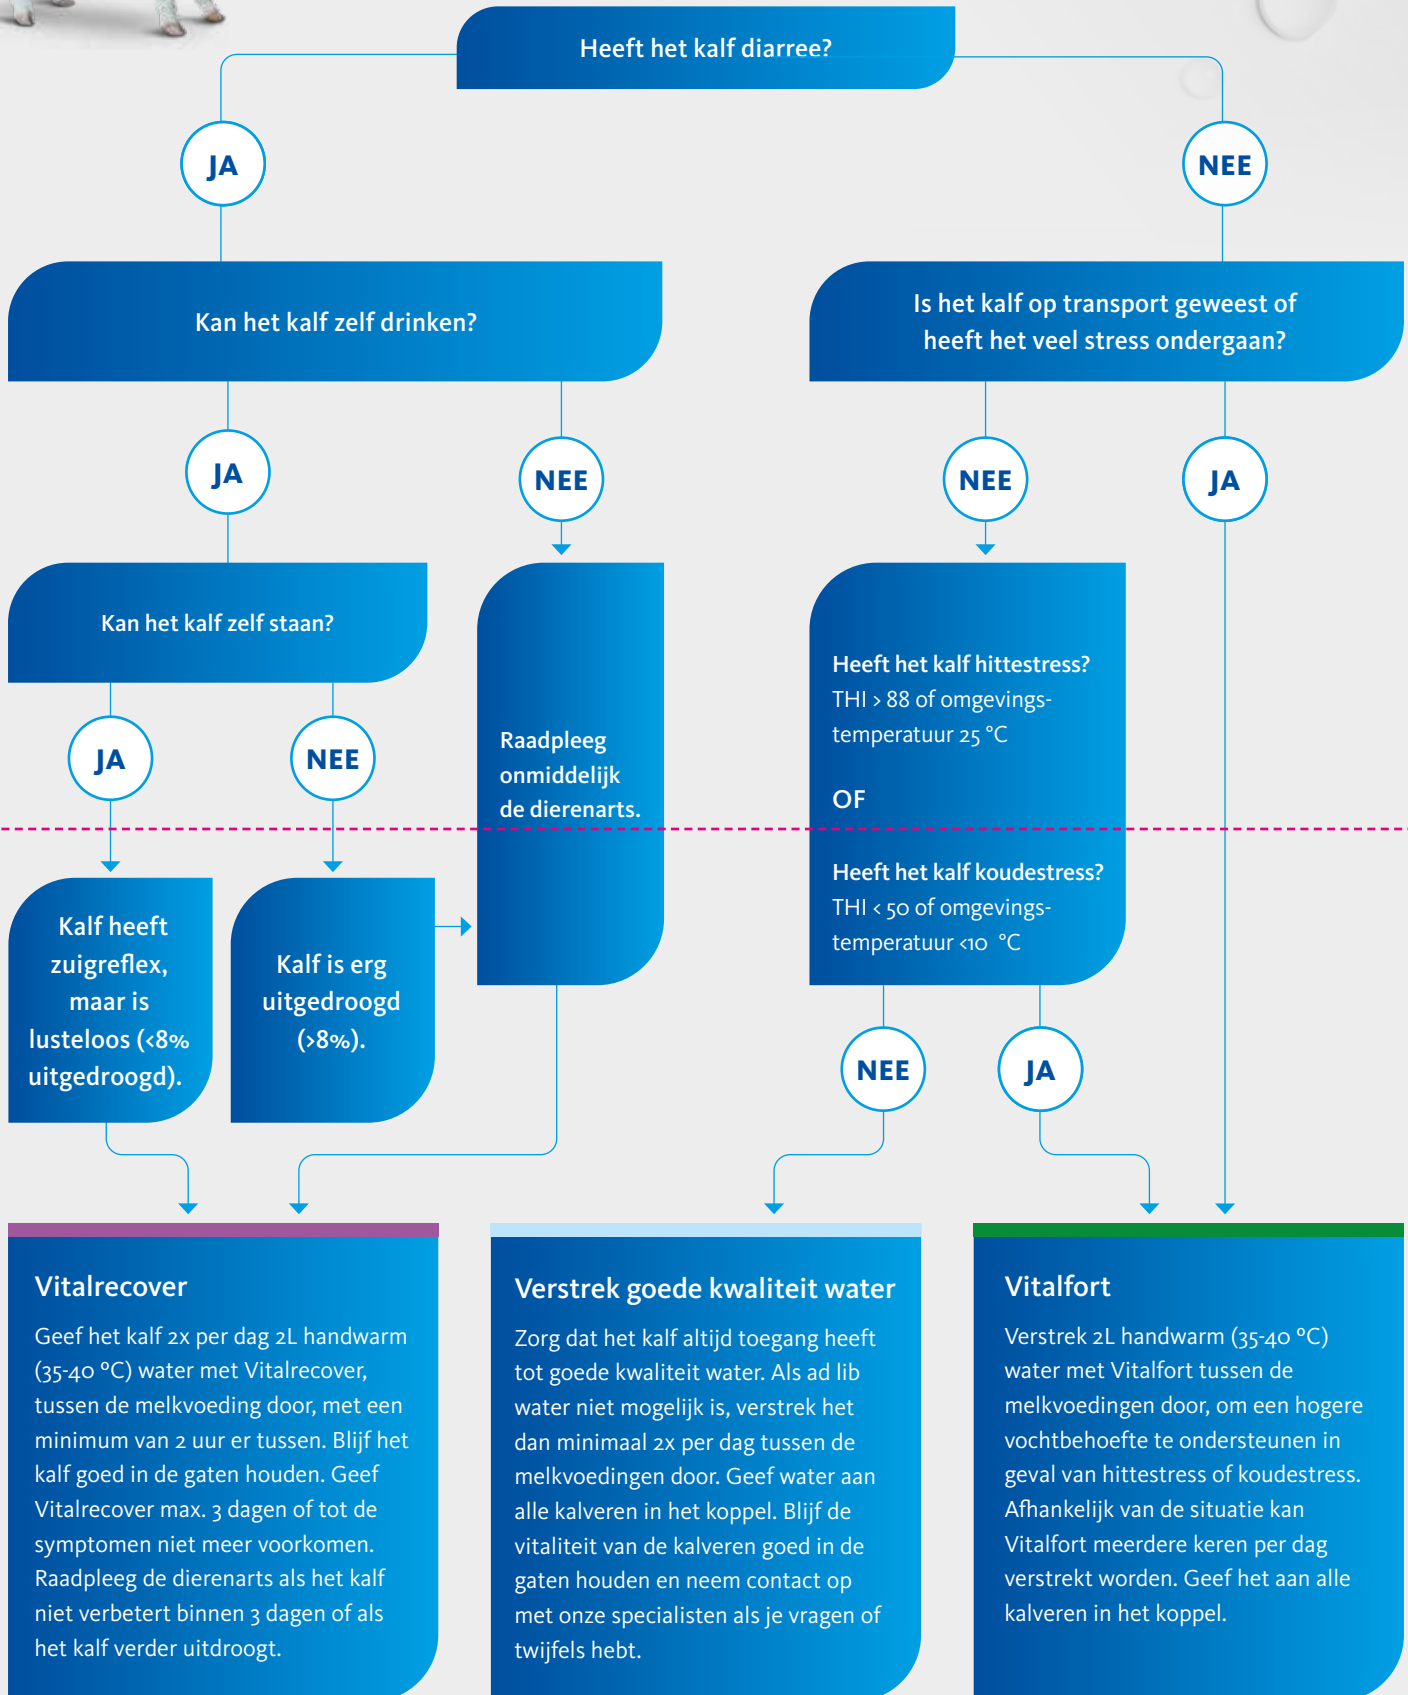 Heeft het kalf diarree?
JA
NEE
Kan het kalf zelf drinken?
Is het kalf op transport geweest of
heeft het veel stress ondergaan?
JA
NEE
NEE
JA
Kan het kalf zelf staan?
JA
NEE
Raadpleeg
onmiddelijk
de dierenarts.
Heeft het kalf hittestress?
THI > 88 of omgevings-
temperatuur 25 °C
OF
Heeft het kalf koudestress?
THI < 50 of omgevings-
temperatuur <10 °C
Kalf heeft
zuigreflex,
maar is
lusteloos (<8%
uitgedroogd).
Kalf is erg
uitgedroogd
(>8%).
NEE
JA
Vitalrecover
Geef het kalf 2x per dag 2L handwarm
(35-40 °C) water met Vitalrecover,
tussen de melkvoeding door, met een
minimum van 2 uur er tussen. Blijf het
kalf goed in de gaten houden. Geef
Vitalrecover max. 3 dagen of tot de
symptomen niet meer voorkomen.
Raadpleeg de dierenarts als het kalf
niet verbetert binnen 3 dagen of als
het kalf verder uitdroogt.
Verstrek goede kwaliteit water
Zorg dat het kalf altijd toegang heeft
tot goede kwaliteit water. Als ad lib
water niet mogelijk is, verstrek het
dan minimaal 2x per dag tussen de
melkvoedingen door. Geef water aan
alle kalveren in het koppel. Blijf de
vitaliteit van de kalveren goed in de
gaten houden en neem contact op
met onze specialisten als je vragen of
twijfels hebt.
Vitalfort
Verstrek 2L handwarm (35-40 °C)
water met Vitalfort tussen de
melkvoedingen door, om een hogere
vochtbehoefte te ondersteunen in
geval van hittestress of koudestress.
Afhankelijk van de situatie kan
Vitalfort meerdere keren per dag
verstrekt worden. Geef het aan alle
kalveren in het koppel.